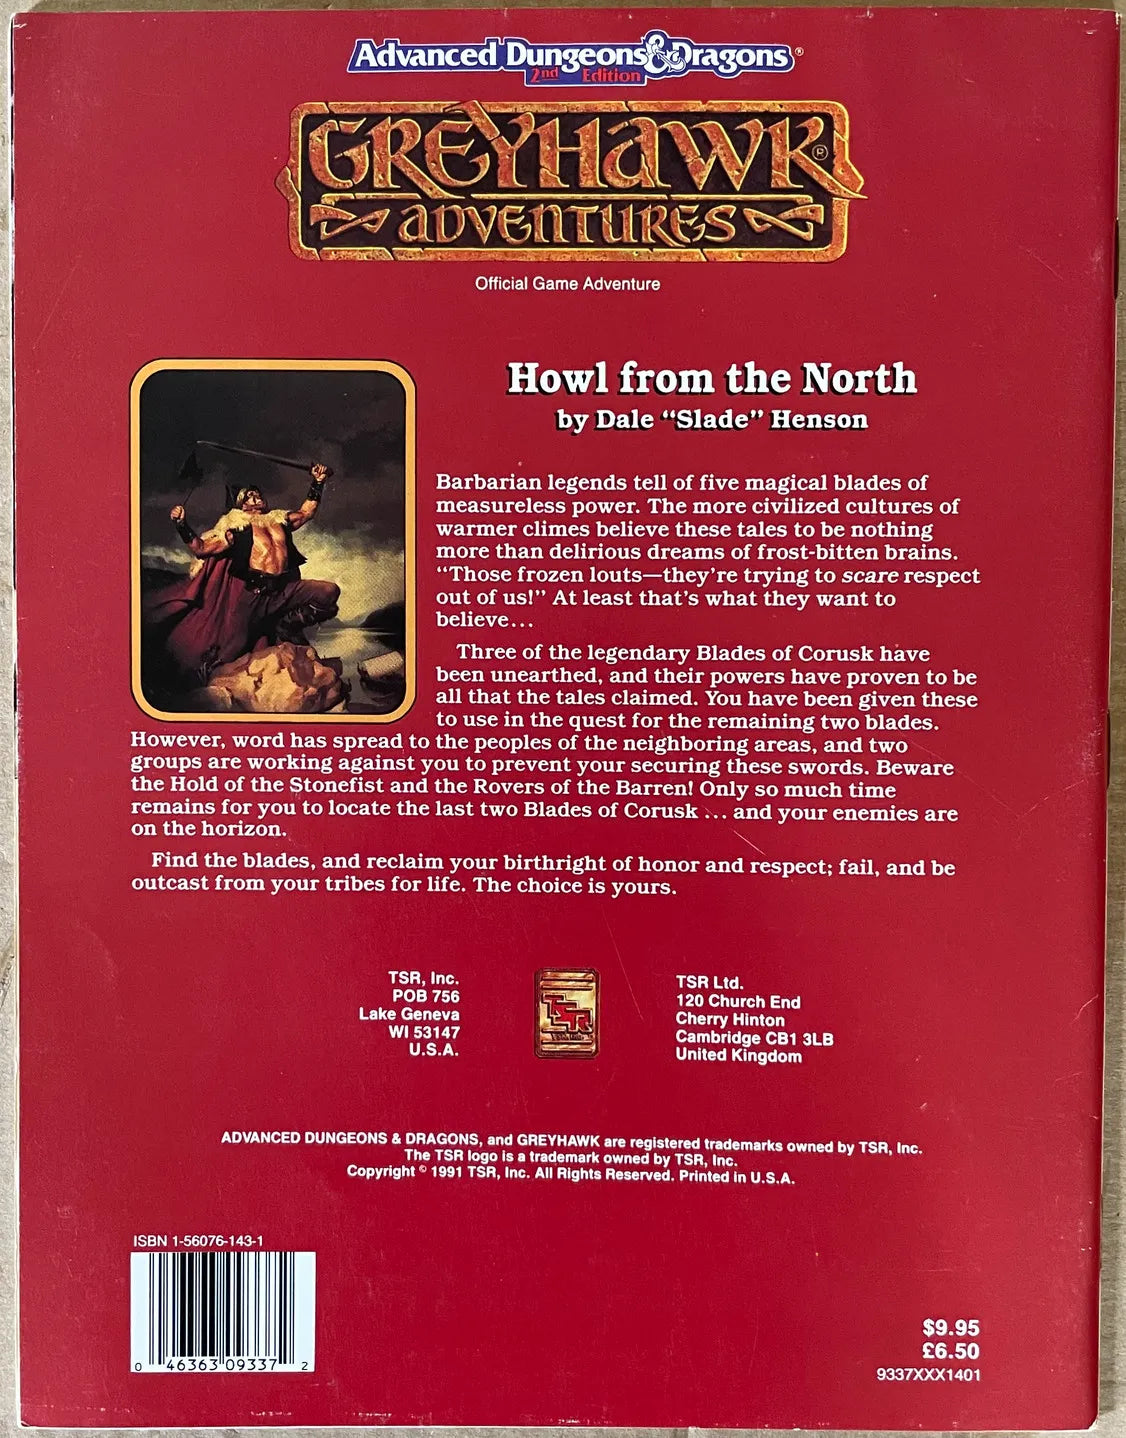 Advanced Dungeons & Dragons®
2nd Edition
GREYHAWK®
ADVENTURES
Official Game Adventure
Howl from the North
by Dale “Slade” Henson
Barbarian legends tell of five magical blades of
measureless power. The more civilized cultures of
warmer climes believe these tales to be nothing
more than delirious dreams of frost-bitten brains.
“Those frozen louts—they’re trying to scare respect
out of us!” At least that’s what they want to
believe...
Three of the legendary Blades of Corusk have
been unearthed, and their powers have proven to be
all that the tales claimed. You have been given these
to use in the quest for the remaining two blades.
However, word has spread to the peoples of the neighboring areas, and two
groups are working against you to prevent your securing these swords. Beware
the Hold of the Stonefist and the Rovers of the Barren! Only so much time
remains for you to locate the last two Blades of Corusk ... and your enemies are
on the horizon.
Find the blades, and reclaim your birthright of honor and respect; fail, and be
outcast from your tribes for life. The choice is yours.
TSR, Inc.
POB 756
Lake Geneva
WI 53147
U.S.A.
TSR
TSR Ltd.
120 Church End
Cherry Hinton
Cambridge CB1 3LB
United Kingdom
ADVANCED DUNGEONS & DRAGONS, and GREYHAWK are registered trademarks owned by TSR, Inc.
The TSR logo is a trademark owned by TSR, Inc.
Copyright © 1991 TSR, Inc. All Rights Reserved. Printed in U.S.A.
ISBN 1-56076-143-1
0 46363 09337 2
$9.95
£6.50
9337XXX1401